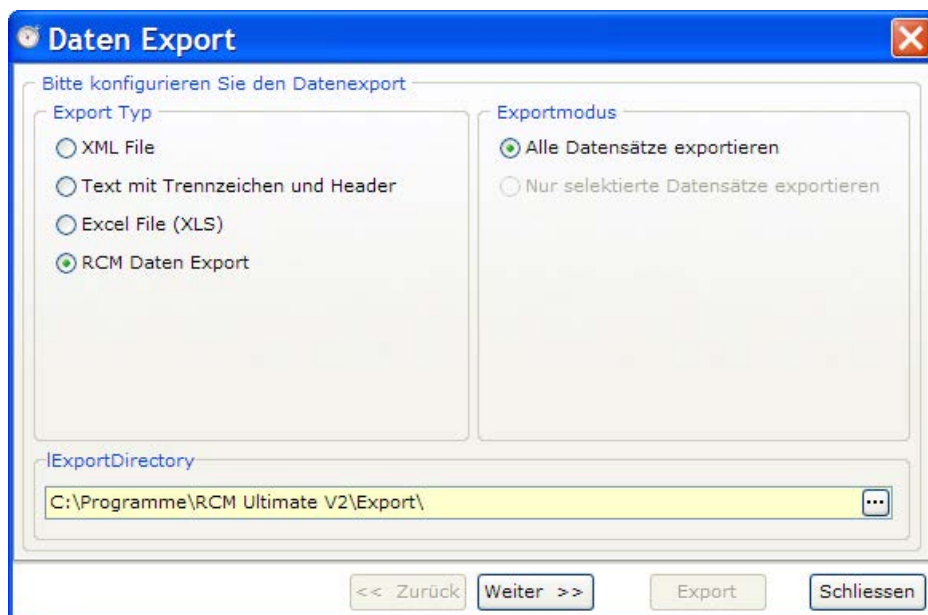 Daten Export
Bitte konfigurieren Sie den Datenexport
Export Typ
XML File
Text mit Trennzeichen und Header
Excel File (XLS)
RCM Daten Export
Exportmodus
Alle Datensätze exportieren
Nur selektierte Datensätze exportieren
lExportDirectory
C:\Programme\RCM Ultimate V2\Export\
...
<< Zurück
Weiter >>
Export
Schliessen